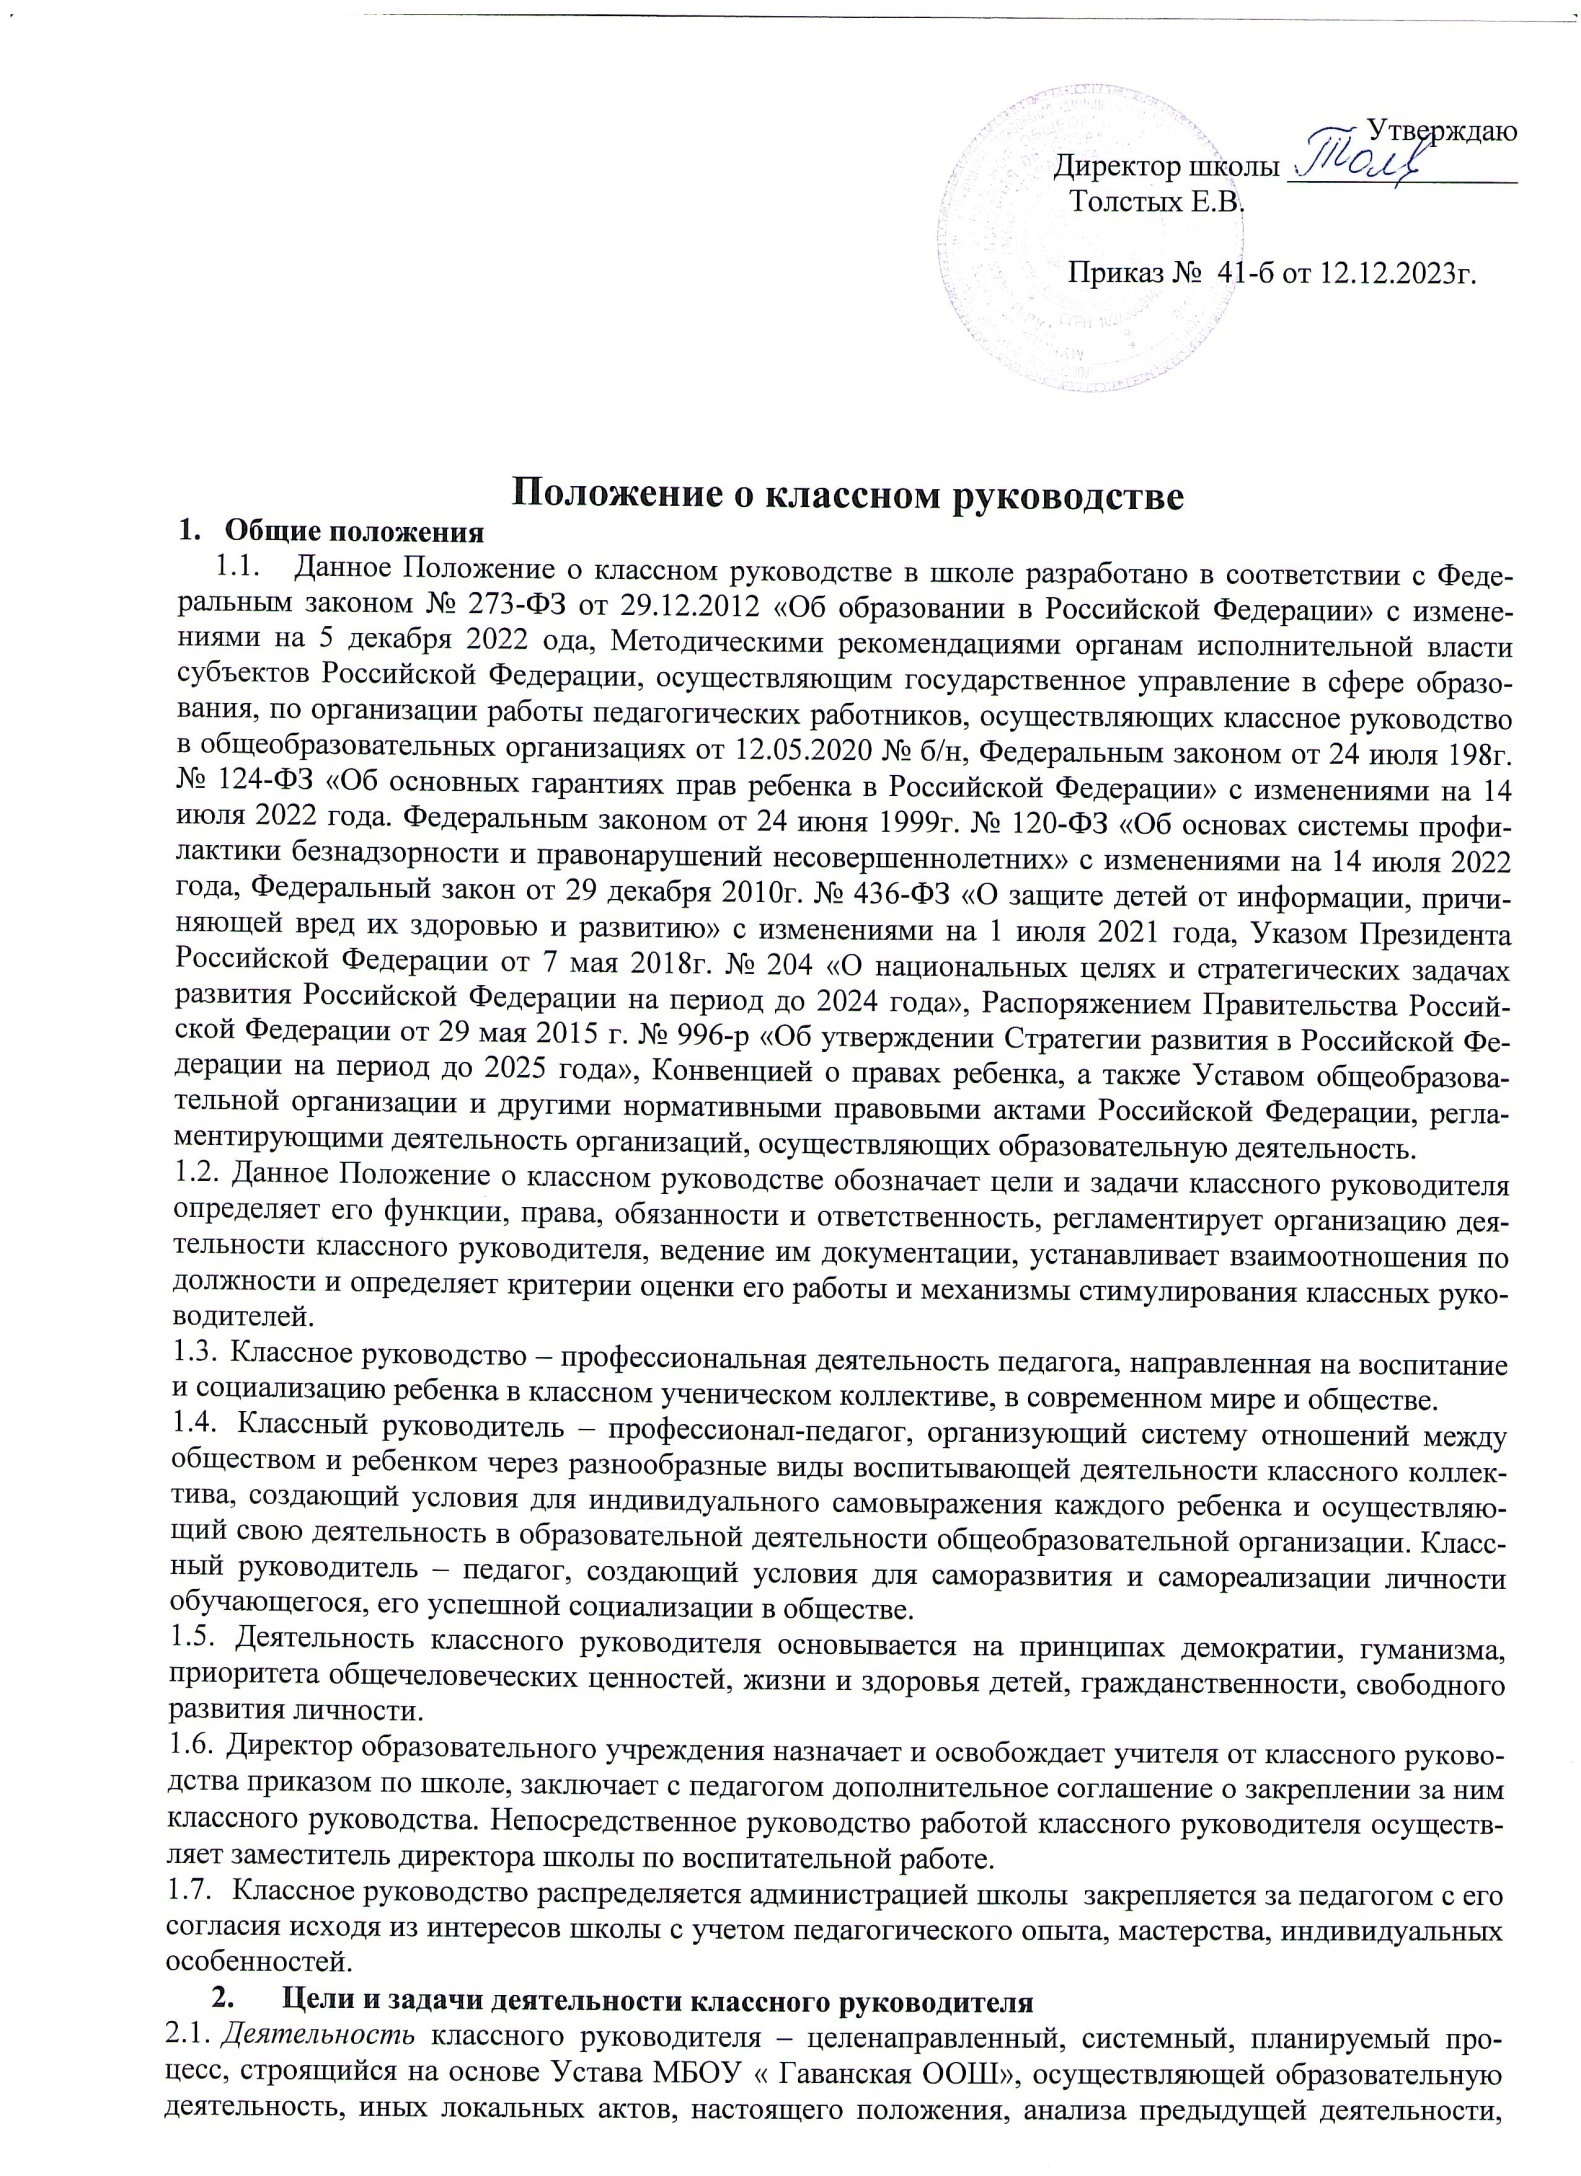 Утверждаю
Директор школы
Толстых Е.В.
Приказ № 41-б от 12.12.2023г.
Положение о классном руководстве
1. Общие положения
1.1. Данное Положение о классном руководстве в школе разработано в соответствии с Феде-
ральным законом № 273-ФЗ от 29.12.2012 «Об образовании в Российской Федерации» с измене-
ниями на 5 декабря 2022 ода, Методическими рекомендациями органам исполнительной власти
субъектов Российской Федерации, осуществляющим государственное управление в сфере образо-
вания, по организации работы педагогических работников, осуществляющих классное руководство
в общеобразовательных организациях от 12.05.2020 № б/н, Федеральным законом от 24 июля 198г.
№ 124-ФЗ «Об основных гарантиях прав ребенка в Российской Федерации» с изменениями на 14
июля 2022 года. Федеральным законом от 24 июня 1999г. № 120-ФЗ «Об основах системы профи-
лактики безнадзорности и правонарушений несовершеннолетних» с изменениями на 14 июля 2022
года, Федеральный закон от 29 декабря 2010г. № 436-ФЗ «О защите детей от информации, причи-
няющей вред их здоровью и развитию» с изменениями на 1 июля 2021 года, Указом Президента
Российской Федерации от 7 мая 2018г. № 204 «О национальных целях и стратегических задачах
развития Российской Федерации на период до 2024 года», Распоряжением Правительства Россий-
ской Федерации от 29 мая 2015 г. № 996-р «Об утверждении Стратегии развития в Российской Фе-
дерации на период до 2025 года», Конвенцией о правах ребенка, а также Уставом общеобразова-
тельной организации и другими нормативными правовыми актами Российской Федерации, регла-
ментирующими деятельность организаций, осуществляющих образовательную деятельность.
1.2. Данное Положение о классном руководстве обозначает цели и задачи классного руководителя
определяет его функции, права, обязанности и ответственность, регламентирует организацию дея-
тельности классного руководителя, ведение им документации, устанавливает взаимоотношения по
должности и определяет критерии оценки его работы и механизмы стимулирования классных руко-
водителей.
1.3. Классное руководство – профессиональная деятельность педагога, направленная на воспитание
и социализацию ребенка в классном ученическом коллективе, в современном мире и обществе.
1.4. Классный руководитель – профессионал-педагог, организующий систему отношений между
обществом и ребенком через разнообразные виды воспитывающей деятельности классного коллек-
тива, создающий условия для индивидуального самовыражения каждого ребенка и осуществляю-
щий свою деятельность в образовательной деятельности общеобразовательной организации. Класс-
ный руководитель – педагог, создающий условия для саморазвития и самореализации личности
обучающегося, его успешной социализации в обществе.
1.5. Деятельность классного руководителя основывается на принципах демократии, гуманизма,
приоритета общечеловеческих ценностей, жизни и здоровья детей, гражданственности, свободного
развития личности.
1.6. Директор образовательного учреждения назначает и освобождает учителя от классного руково-
дства приказом по школе, заключает с педагогом дополнительное соглашение о закреплении за ним
классного руководства. Непосредственное руководство работой классного руководителя осуществ-
ляет заместитель директора школы по воспитательной работе.
1.7. Классное руководство распределяется администрацией школы закрепляется за педагогом с его
согласия исходя из интересов школы с учетом педагогического опыта, мастерства, индивидуальных
особенностей.
2. Цели и задачи деятельности классного руководителя
2.1. Деятельность классного руководителя – целенаправленный, системный, планируемый про-
цесс, строящийся на основе Устава МБОУ « Гаванская ООШ», осуществляющей образовательную
деятельность, иных локальных актов, настоящего положения, анализа предыдущей деятельности,